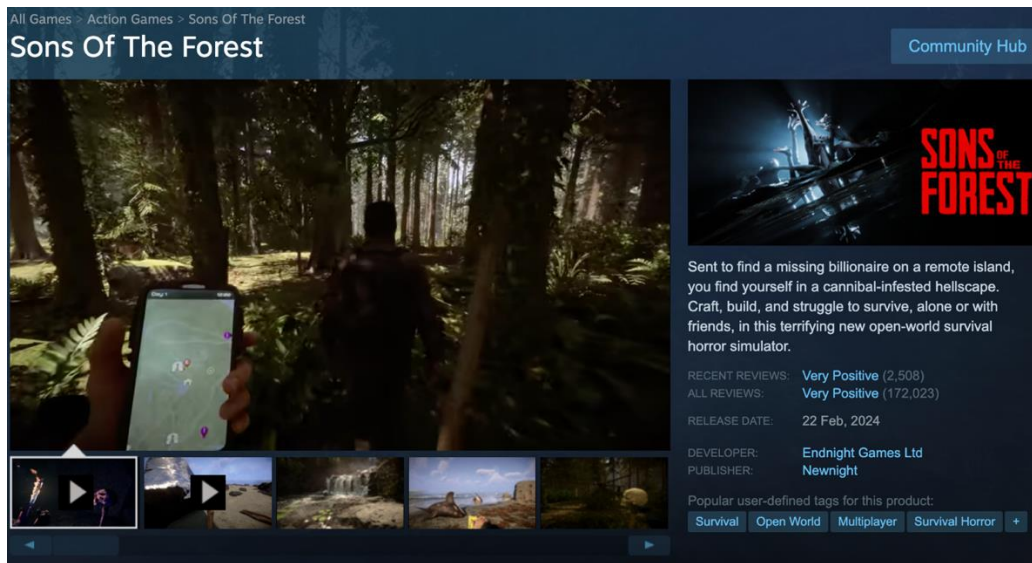 All Games > Action Games > Sons Of The Forest
Sons Of The Forest
Community Hub
Day 1
SONS OF THE FOREST
Sent to find a missing billionaire on a remote island,
you find yourself in a cannibal-infested hellscape.
Craft, build, and struggle to survive, alone or with
friends, in this terrifying new open-world survival
horror simulator.
RECENT REVIEWS: Very Positive (2,508)
ALL REVIEWS: Very Positive (172,023)
RELEASE DATE: 22 Feb, 2024
DEVELOPER: Endnight Games Ltd
PUBLISHER: Newnight
Popular user-defined tags for this product:
Survival Open World Multiplayer Survival Horror +